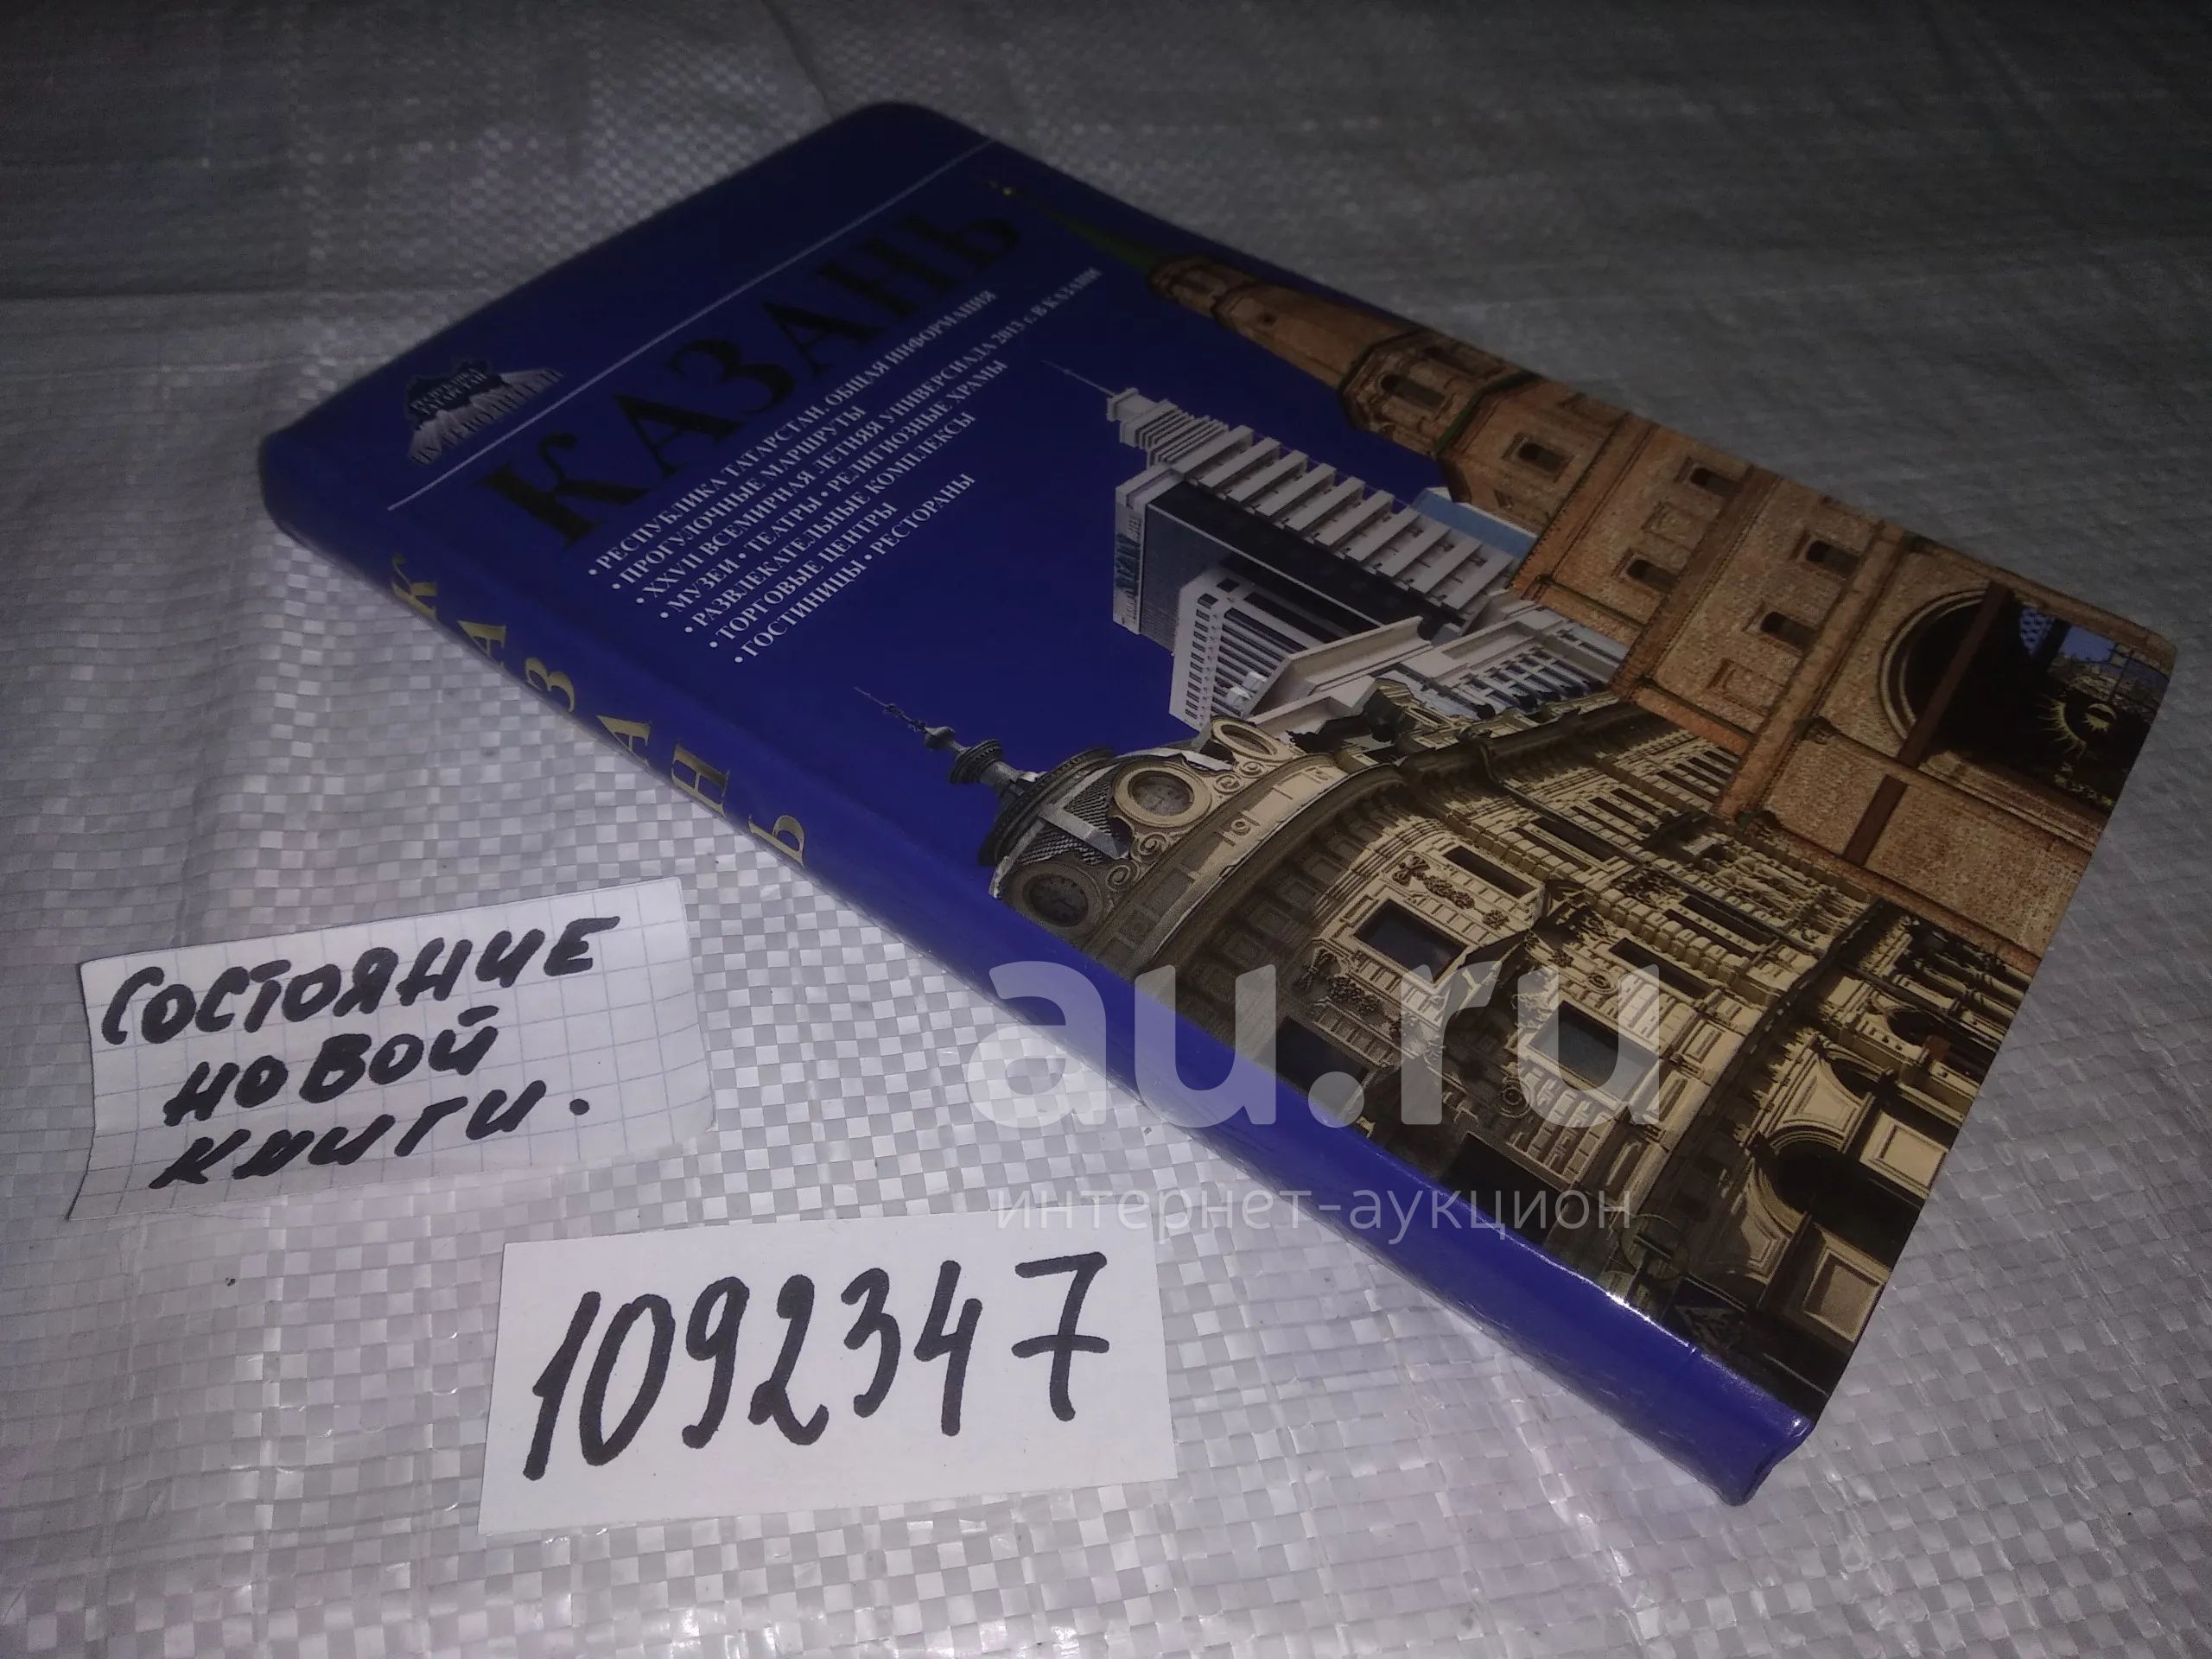 ПУТЕВОДИТЕЛИ
КАЗАНЬ
• РЕСПУБЛИКА ТАТАРСТАН. ОБЩАЯ ИНФОРМАЦИЯ
• ПРОГУЛОЧНЫЕ МАРШРУТЫ
• XXVII ВСЕМИРНАЯ ЛЕТНЯЯ УНИВЕРСИАДА 2013 г. В КАЗАНИ
• МУЗЕИ • ТЕАТРЫ • РЕЛИГИОЗНЫЕ ХРАМЫ
• РАЗВЛЕКАТЕЛЬНЫЕ КОМПЛЕКСЫ
• ТОРГОВЫЕ ЦЕНТРЫ
• ГОСТИНИЦЫ • РЕСТОРАНЫ
КАЗАНЬ
СОСТОЯНИЕ
НОВОЙ
КНИГИ.
1092347
au.ru
интернет-аукцион